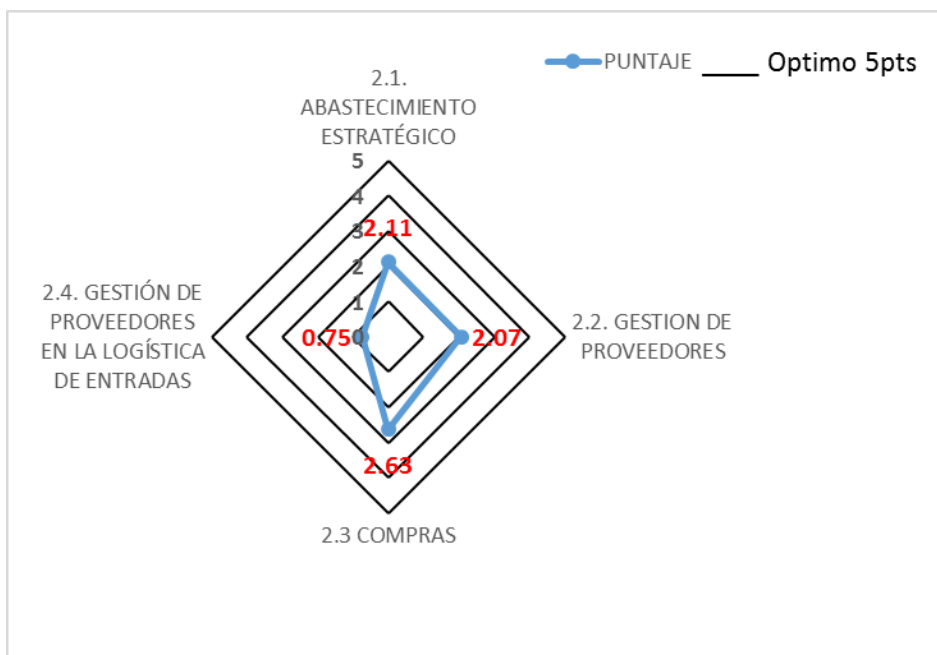 PUNTAJE
Optimo 5pts
2.1.
ABASTECIMIENTO
ESTRATÉGICO
5
4
3
2.11
2
1
2.4. GESTIÓN DE
PROVEEDORES
EN LA LOGÍSTICA
DE ENTRADAS
0.75
0
2.07
2.2. GESTION DE
PROVEEDORES
2.63
2.3 COMPRAS